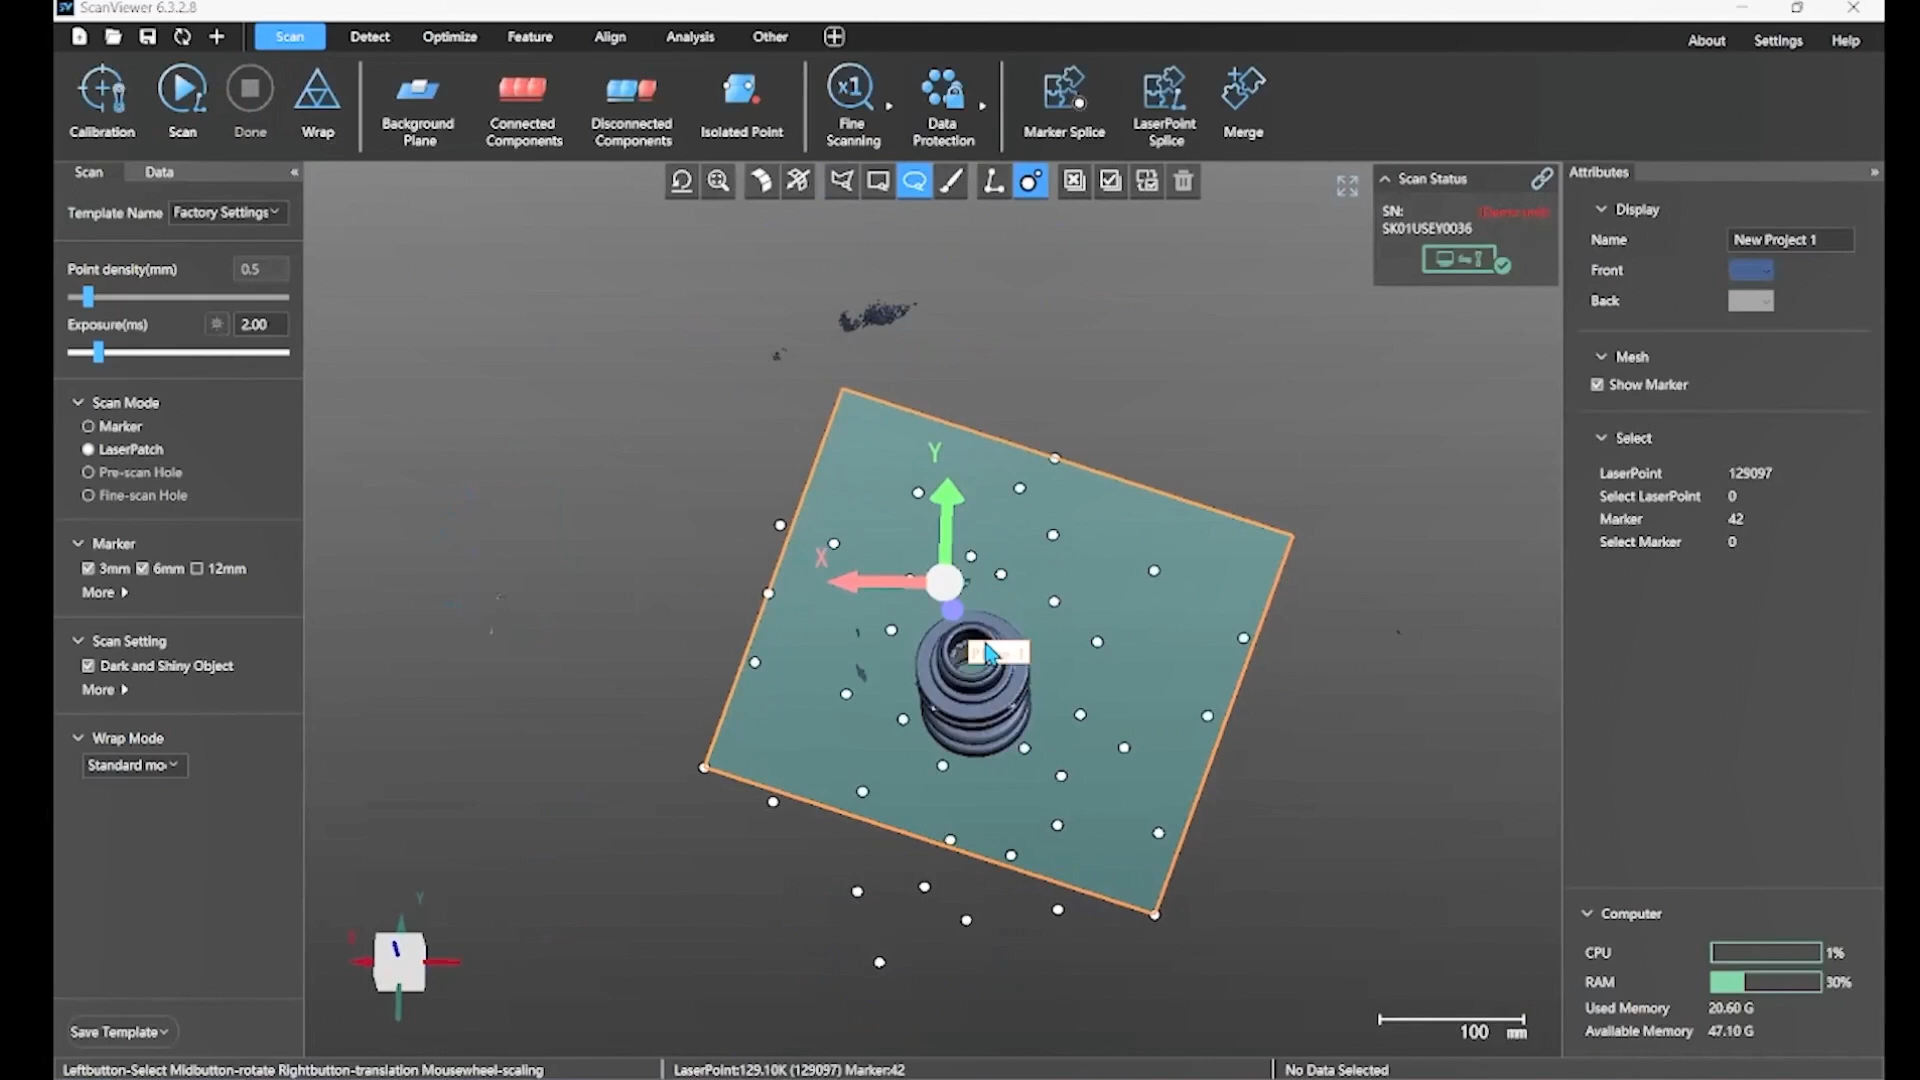 ScanViewer 6.3.2.8
Scan
Detect
Optimize
Feature
Align
Analysis
Other
About
Settings
Help
Calibration
Scan
Done
Wrap
Background
Plane
Connected
Components
Disconnected
Components
Isolated Point
x1
Fine
Scanning
Data
Protection
Marker Splice
LaserPoint
Splice
Merge
Scan
Data
«
Template Name
Factory Settings
Point density(mm)
0.5
Exposure(ms)
2.00
Scan Mode
Marker
LaserPatch
Pre-scan Hole
Fine-scan Hole
Marker
3mm
6mm
12mm
More
Scan Setting
Dark and Shiny Object
More
Wrap Mode
Standard mo
Save Template
Scan Status
SN:
SK01USEY0036
Y
X
Y
100 mm
Attributes
»
Display
Name
New Project 1
Front
Back
Mesh
Show Marker
Select
LaserPoint 129097
Select LaserPoint 0
Marker 42
Select Marker 0
Computer
CPU 1%
RAM 30%
Used Memory 20.60 G
Available Memory 47.10 G
Leftbutton-Select Midbutton-rotate Rightbutton-translation Mousewheel-scaling
LaserPoint:129.10K (129097) Marker:42
No Data Selected